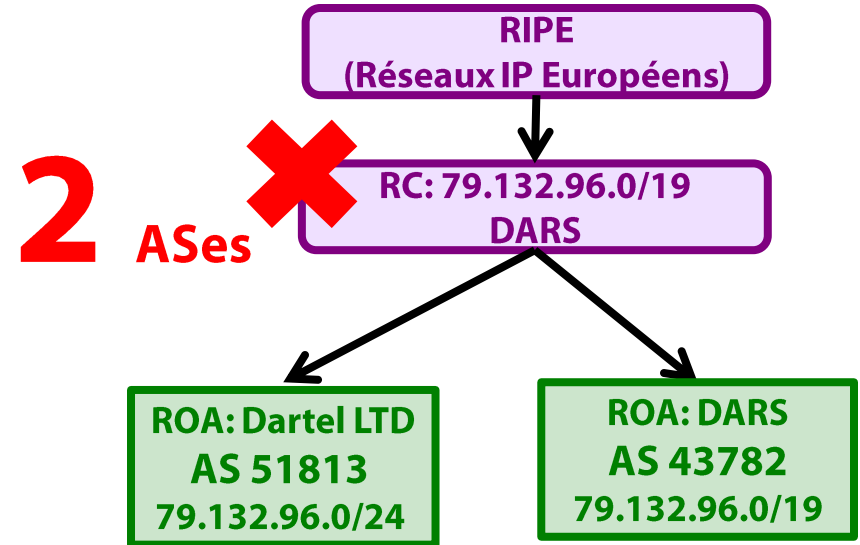 RIPE
(Réseaux IP Européens)
2 ASes
RC: 79.132.96.0/19
DARS
ROA: Dartel LTD
AS 51813
79.132.96.0/24
ROA: DARS
AS 43782
79.132.96.0/19